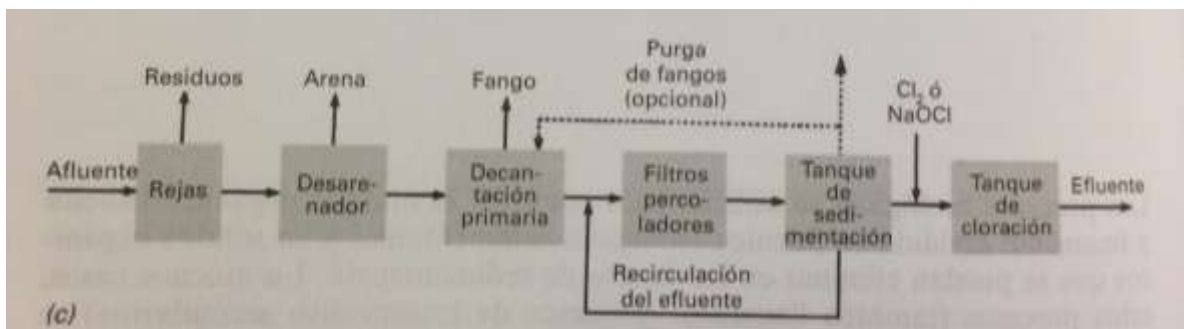 Residuos
Arena
Fango
Purga
de fangos
(opcional)
Cl₂ ó
NaOCl
Afluente
Rejas
Desare-
nador
Decan-
tación
primaria
Filtros
perco-
ladores
Tanque
de sedi-
mentación
Tanque
de
cloración
Efluente
Recirculación
del efluente
(c)